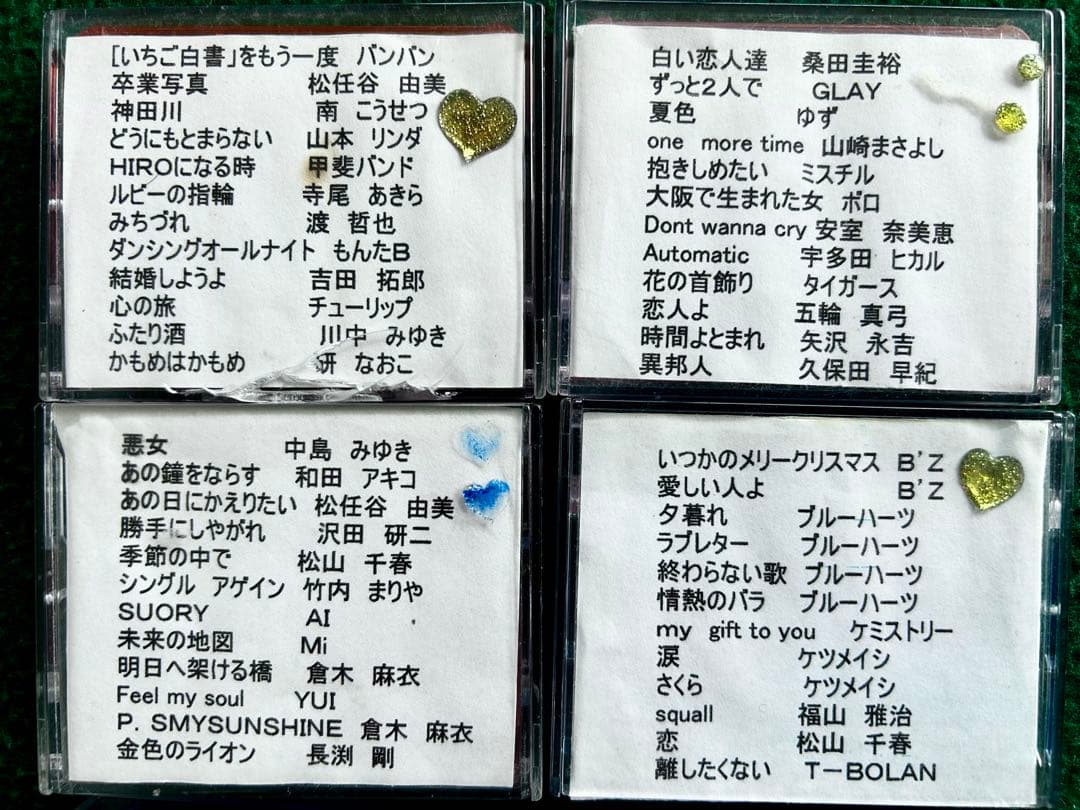 「いちご白書」をもう一度 バンバン
卒業写真 松任谷 由美
神田川 南 こうせつ
どうにもとまらない 山本 リンダ
HIROになる時 甲斐バンド
ルビーの指輪 寺尾 あきら
みちづれ 渡 哲也
ダンシングオールナイト もんたB
結婚しようよ 吉田 拓郎
心の旅 チューリップ
ふたり酒 川中 みゆき
かもめはかもめ 研 なおこ
白い恋人達 桑田圭裕
ずっと2人で GLAY
夏色 ゆず
one more time 山崎まさよし
抱きしめたい ミスチル
大阪で生まれた女 ボロ
Dont wanna cry 安室 奈美恵
Automatic 宇多田 ヒカル
花の首飾り タイガース
恋人よ 五輪 真弓
時間よとまれ 矢沢 永吉
異邦人 久保田 早紀
悪女 中島 みゆき
あの鐘をならす 和田 アキコ
あの日にかえりたい 松任谷 由美
勝手にしやがれ 沢田 研二
季節の中で 松山 千春
シングル アゲイン 竹内 まりや
SUORY AI
未来の地図 Mi
明日へ架ける橋 倉木 麻衣
Feel my soul YUI
P. SMYSUNSHINE 倉木 麻衣
金色のライオン 長渕 剛
いつかのメリークリスマス B'Z
愛しい人よ B'Z
夕暮れ ブルーハーツ
ラブレター ブルーハーツ
終わらない歌 ブルーハーツ
情熱のバラ ブルーハーツ
my gift to you ケミストリー
涙 ケツメイシ
さくら ケツメイシ
squall 福山 雅治
恋 松山 千春
離したくない T-BOLAN